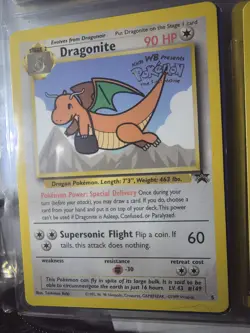 Evolves from Dragonair
Put Dragonite on the Stage 1 card
Dragonite
90 HP
Kids WB Presents
Pokémon
Dragon Pokémon. Length: 7'3", Weight: 463 lbs.
Pokémon Power: Special Delivery Once during your
turn (before your attack), you may draw a card. If you do, choose a
card from your hand and put it on top of your deck. This power
can't be used if Dragonite is Asleep, Confused, or Paralyzed.
Supersonic Flight Flip a coin. If
tails, this attack does nothing.
60
weakness
resistance
retreat cost
-30
This Pokémon can fly in spite of its large bulk. It is said to be able to
circumnavigate the earth in just 16 hours. LV. 43 #149
5